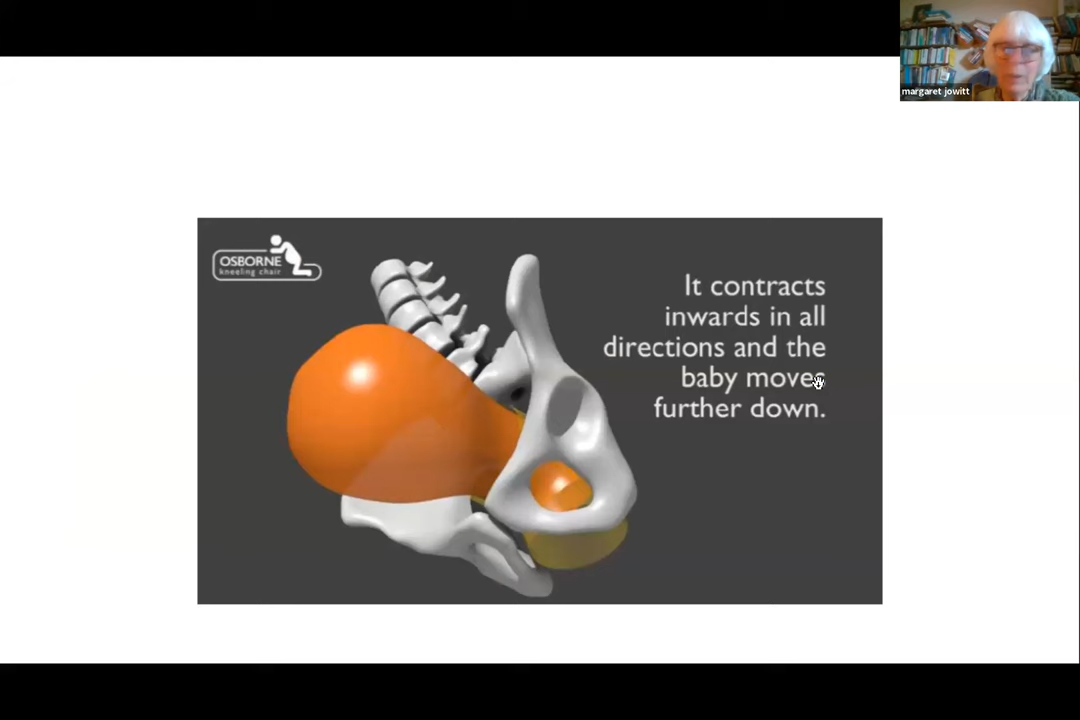 margaret jowitt
OSBORNE
kneeling chair
It contracts
inwards in all
directions and the
baby moves
further down.